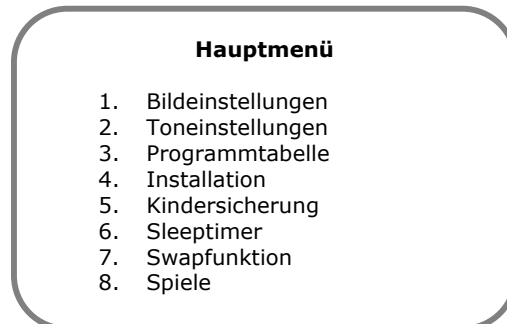 Hauptmenü
1. Bildeinstellungen
2. Toneinstellungen
3. Programmtabelle
4. Installation
5. Kindersicherung
6. Sleeptimer
7. Swapfunktion
8. Spiele